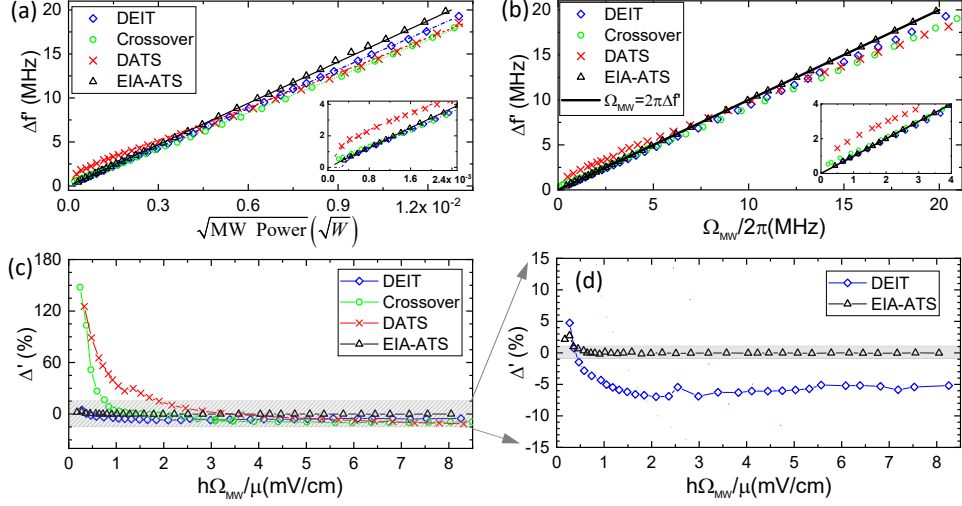 (a)
DEIT
Crossover
DATS
EIA-ATS
Δf' (MHz)
20
15
10
5
0
4
2
0
0.0 0.8 1.6 2.4 x 10⁻³
0.0 0.3 0.6 0.9 1.2x 10⁻²
√MW Power(√W)
(b)
DEIT
Crossover
DATS
EIA-ATS
Ω_MW=2πΔf'
Δf' (MHz)
20
15
10
5
0
4
2
0
0 1 2 3 4
0 5 10 15 20
Ω_MW/2π(MHz)
(c)
DEIT
Crossover
DATS
EIA-ATS
Δ' (%)
180
120
60
0
0 1 2 3 4 5 6 7 8
hΩ_MW/μ(mV/cm)
(d)
DEIT
EIA-ATS
Δ' (%)
15
10
5
0
-5
-10
-15
0 1 2 3 4 5 6 7 8
hΩ_MW/μ(mV/cm)